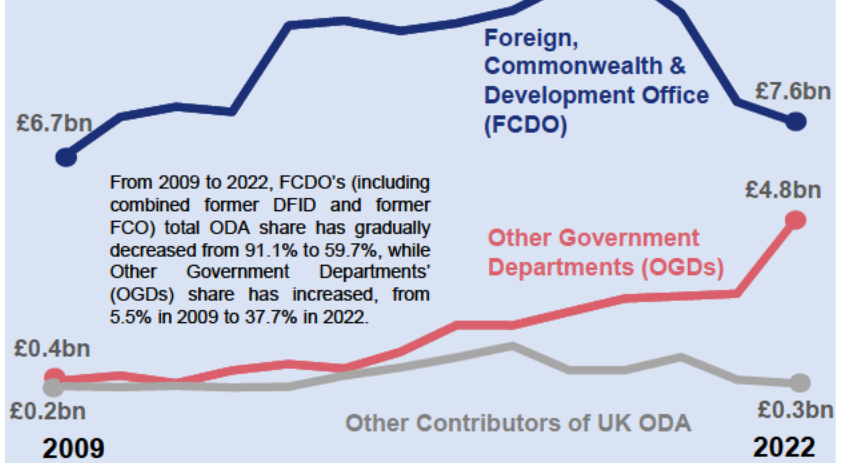 Foreign,
Commonwealth &
Development Office
(FCDO)
£7.6bn
£6.7bn
From 2009 to 2022, FCDO's (including
combined former DFID and former
FCO) total ODA share has gradually
decreased from 91.1% to 59.7%, while
Other Government Departments'
(OGDs) share has increased, from
5.5% in 2009 to 37.7% in 2022.
£4.8bn
Other Government
Departments (OGDs)
£0.4bn
£0.2bn
Other Contributors of UK ODA
£0.3bn
2009
2022